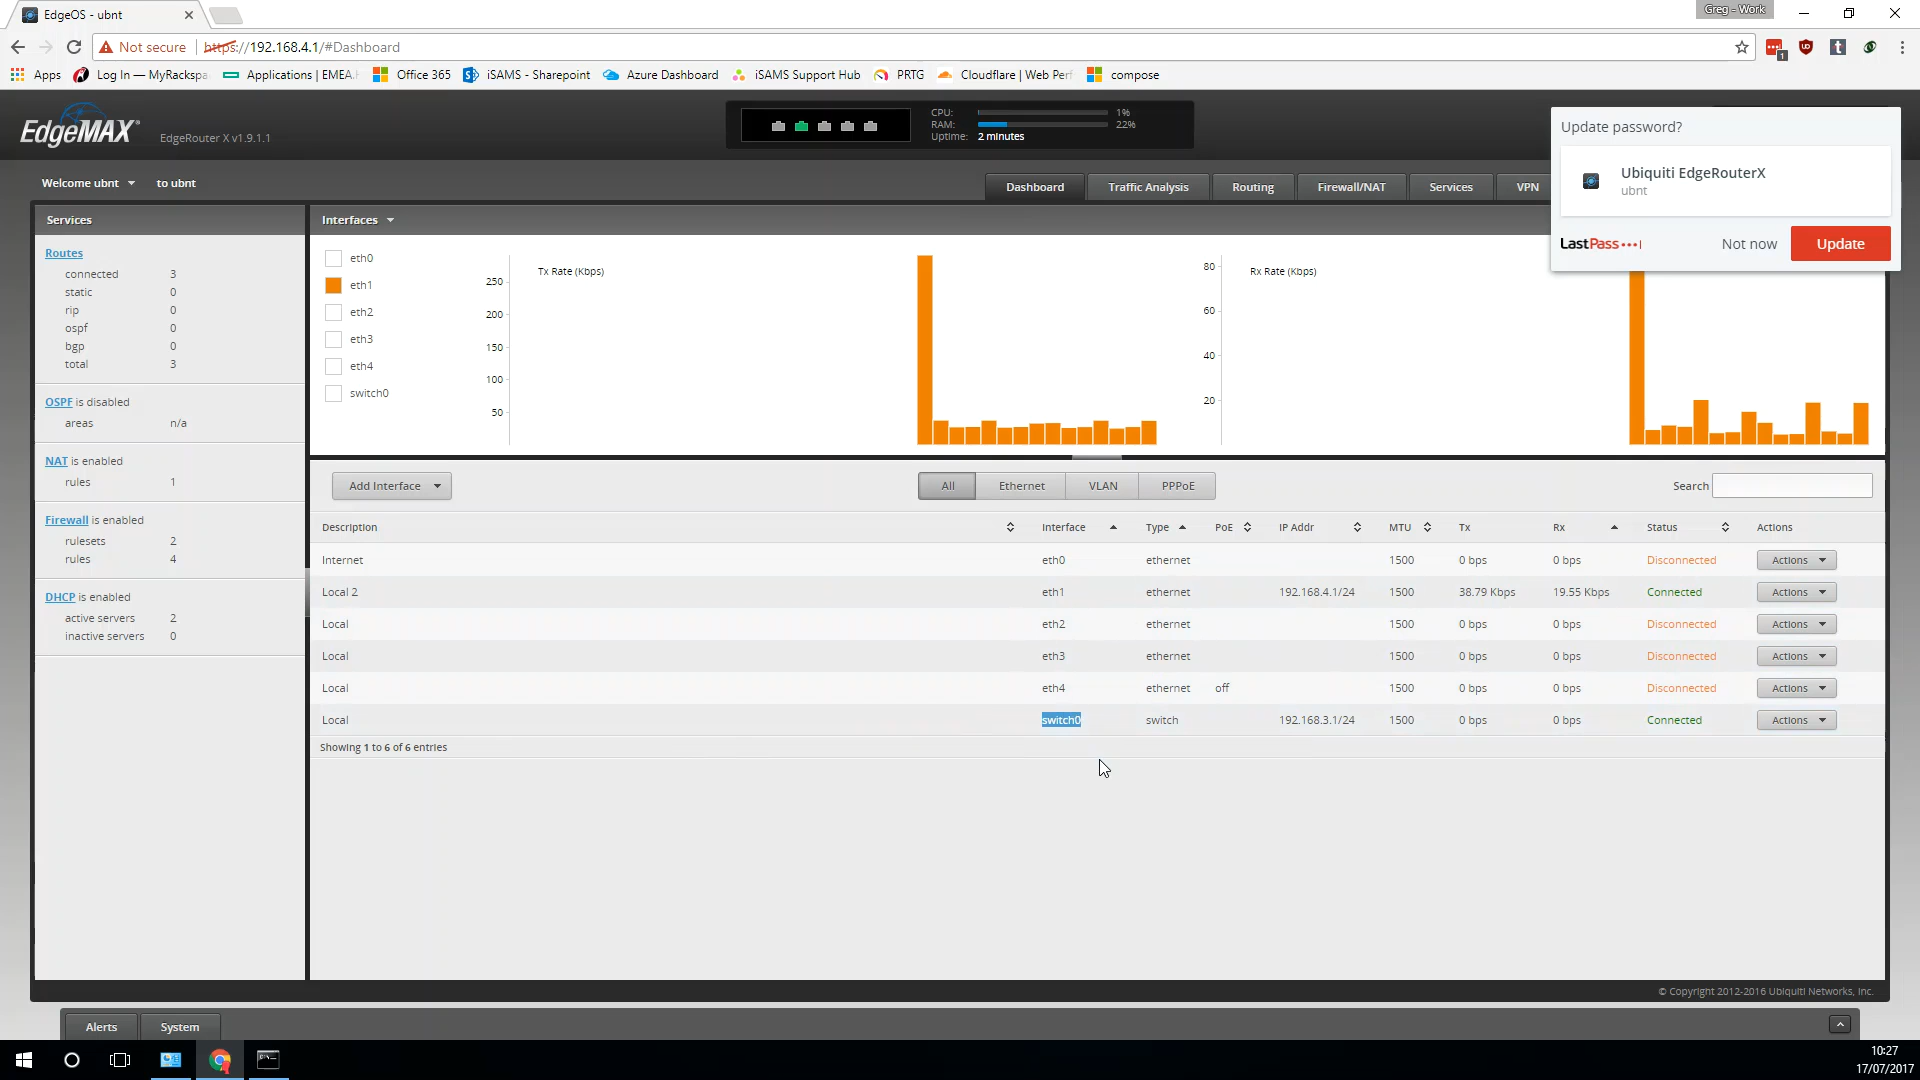 EdgeOS - ubnt
Greg - Work
Not secure
https://192.168.4.1/#Dashboard
1
Apps
Log In — MyRackspa
Applications | EMEA
Office 365
iSAMS - Sharepoint
Azure Dashboard
iSAMS Support Hub
PRTG
Cloudflare | Web Perf
compose
EdgeMAX
EdgeRouter X v1.9.1.1
CPU: 1%
RAM: 22%
Uptime: 2 minutes
Update password?
Ubiquiti EdgeRouterX
ubnt
LastPass
Not now
Update
Welcome ubnt
to ubnt
Dashboard
Traffic Analysis
Routing
Firewall/NAT
Services
VPN
Services
Routes
connected 3
static 0
rip 0
ospf 0
bgp 0
total 3
OSPF is disabled
areas n/a
NAT is enabled
rules 1
Firewall is enabled
rulesets 2
rules 4
DHCP is enabled
active servers 2
inactive servers 0
Interfaces
eth0
eth1
eth2
eth3
eth4
switch0
Tx Rate (Kbps)
250
200
150
100
50
Rx Rate (Kbps)
80
60
40
20
Add Interface
All
Ethernet
VLAN
PPPoE
Search
Description Interface Type PoE IP Addr MTU Tx Rx Status Actions
Internet eth0 ethernet 1500 0 bps 0 bps Disconnected Actions
Local 2 eth1 ethernet 192.168.4.1/24 1500 38.79 Kbps 19.55 Kbps Connected Actions
Local eth2 ethernet 1500 0 bps 0 bps Disconnected Actions
Local eth3 ethernet 1500 0 bps 0 bps Disconnected Actions
Local eth4 ethernet off 1500 0 bps 0 bps Disconnected Actions
Local switch0 switch 192.168.3.1/24 1500 0 bps 0 bps Connected Actions
Showing 1 to 6 of 6 entries
© Copyright 2012-2016 Ubiquiti Networks, Inc.
Alerts
System
10:27
17/07/2017